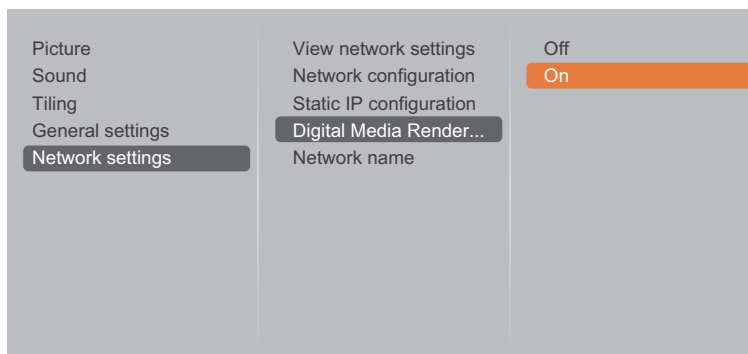 Picture
Sound
Tiling
General settings
Network settings
View network settings
Network configuration
Static IP configuration
Digital Media Render...
Network name
Off
On